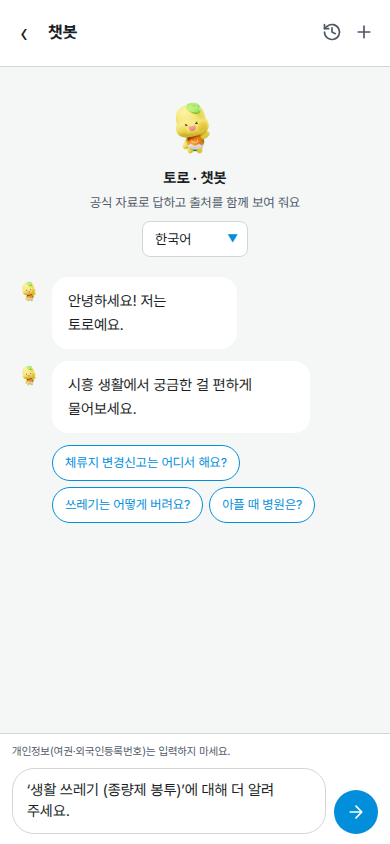 챗봇
토로 · 챗봇
공식 자료로 답하고 출처를 함께 보여 줘요
한국어
안녕하세요! 저는
토로예요.
시흥 생활에서 궁금한 걸 편하게
물어보세요.
체류지 변경신고는 어디서 해요?
쓰레기는 어떻게 버려요?
아플 때 병원은?
개인정보(여권·외국인등록번호)는 입력하지 마세요.
‘생활 쓰레기 (종량제 봉투)’에 대해 더 알려
주세요.